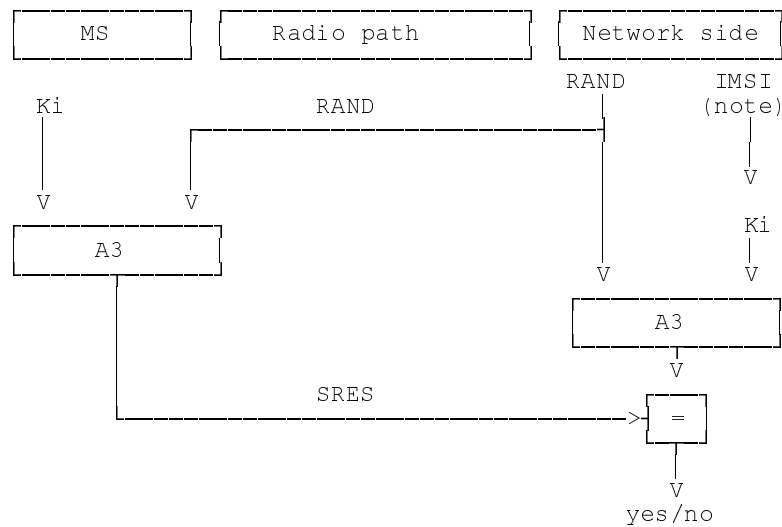 MS Radio path Network side
RAND IMSI
Ki RAND (note)
V
V V
Ki
A3
V V
A3
V
SRES
> =
V
yes/no